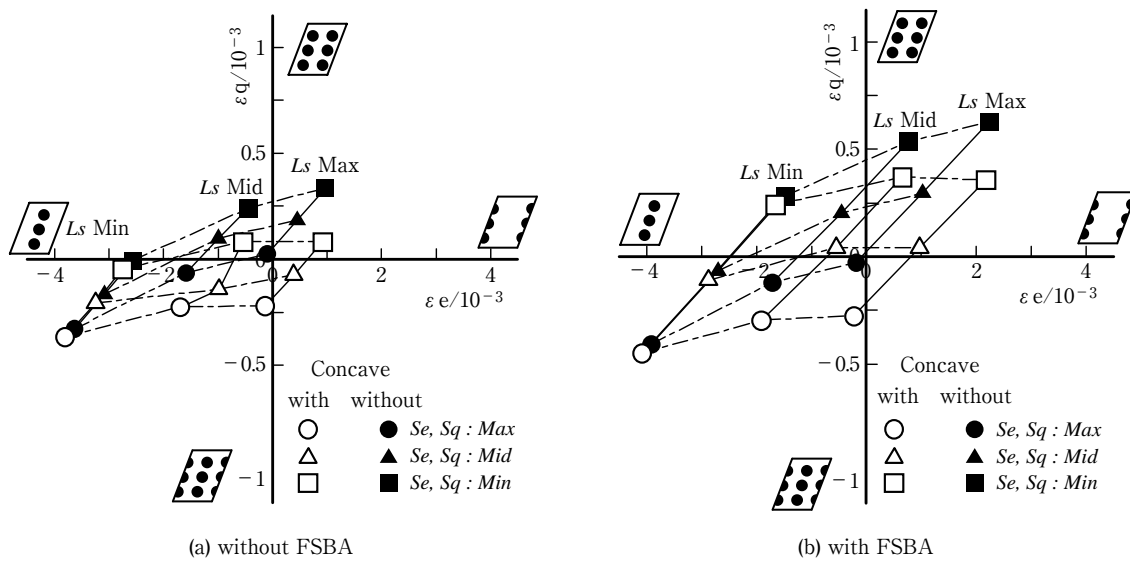 εq/10⁻³
1
0.5
0
−0.5
−1
−4
−2
0
2
4
εe/10⁻³
Ls Min
Ls Mid
Ls Max
Concave
with without
Se, Sq : Max
Se, Sq : Mid
Se, Sq : Min
(a) without FSBA
εq/10⁻³
1
0.5
0
−0.5
−1
−4
−2
0
2
4
εe/10⁻³
Ls Min
Ls Mid
Ls Max
Concave
with without
Se, Sq : Max
Se, Sq : Mid
Se, Sq : Min
(b) with FSBA